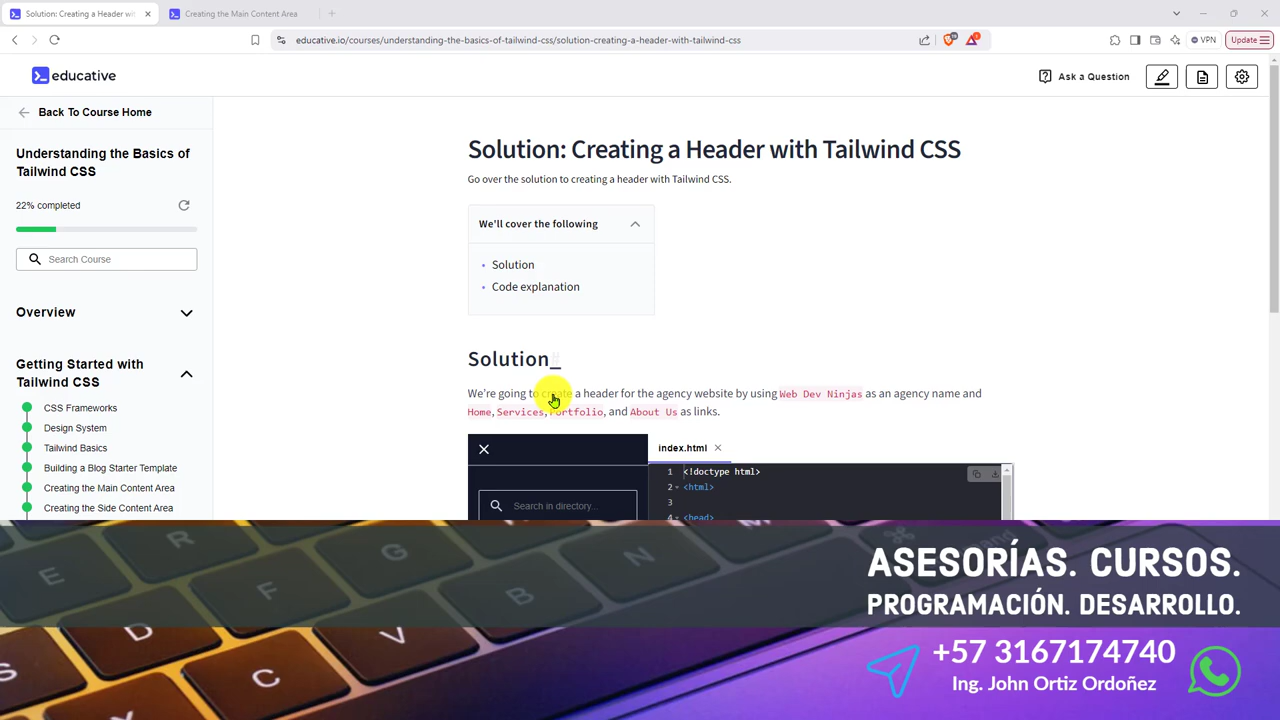 Solution: Creating a Header wit
Creating the Main Content Area
educative.io/courses/understanding-the-basics-of-tailwind-css/solution-creating-a-header-with-tailwind-css
VPN
Update
educative
Ask a Question
Back To Course Home
Understanding the Basics of
Tailwind CSS
22% completed
Search Course
Overview
Getting Started with
Tailwind CSS
CSS Frameworks
Design System
Tailwind Basics
Building a Blog Starter Template
Creating the Main Content Area
Creating the Side Content Area
Solution: Creating a Header with Tailwind CSS
Go over the solution to creating a header with Tailwind CSS.
We'll cover the following
Solution
Code explanation
Solution
We're going to create a header for the agency website by using Web Dev Ninjas as an agency name and
Home, Services, Portfolio, and About Us as links.
index.html
Search in directory...
1 <!doctype html>
2 <html>
3
4 <head>
ASESORÍAS. CURSOS.
PROGRAMACIÓN. DESARROLLO.
+57 3167174740
Ing. John Ortiz Ordoñez